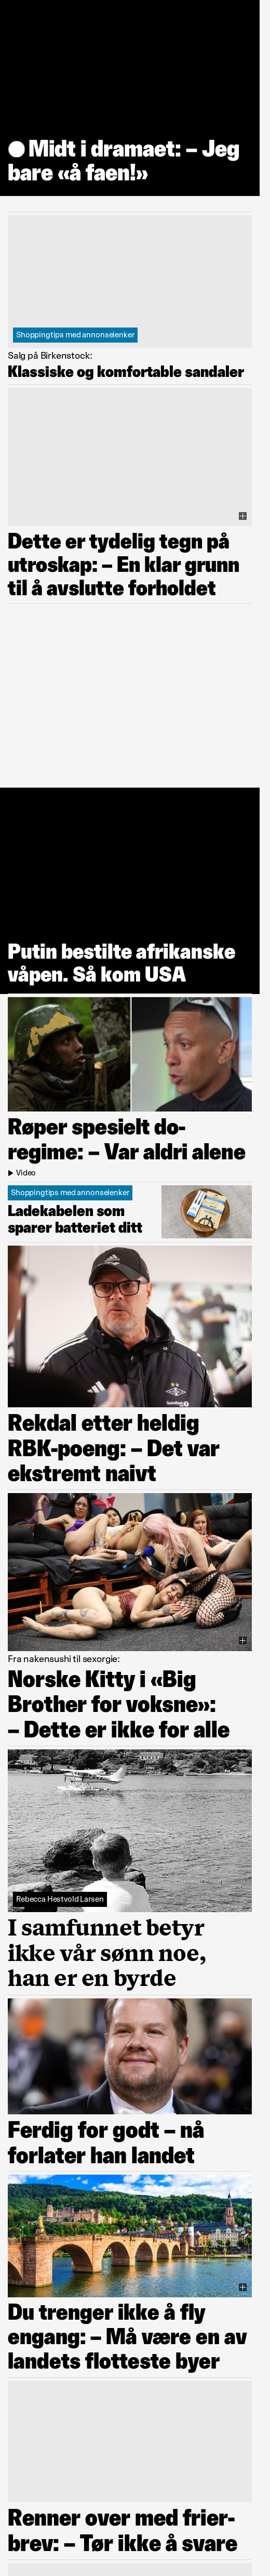 Midt i dramaet: – Jeg
bare «å faen!»
Shoppingtips med annonselenker
Salg på Birkenstock:
Klassiske og komfortable sandaler
Dette er tydelig tegn på
utroskap: – En klar grunn
til å avslutte forholdet
Putin bestilte afrikanske
våpen. Så kom USA
Røper spesielt do-
regime: – Var aldri alene
Video
Shoppingtips med annonselenker
Ladekabelen som
sparer batteriet ditt
Rekdal etter heldig
RBK-poeng: – Det var
ekstremt naivt
Fra nakensushi til sexorgie:
Norske Kitty i «Big
Brother for voksne»:
– Dette er ikke for alle
Rebecca Hestvold Larsen
I samfunnet betyr
ikke vår sønn noe,
han er en byrde
Ferdig for godt – nå
forlater han landet
Du trenger ikke å fly
engang: – Må være en av
landets flotteste byer
Renner over med frier-
brev: – Tør ikke å svare